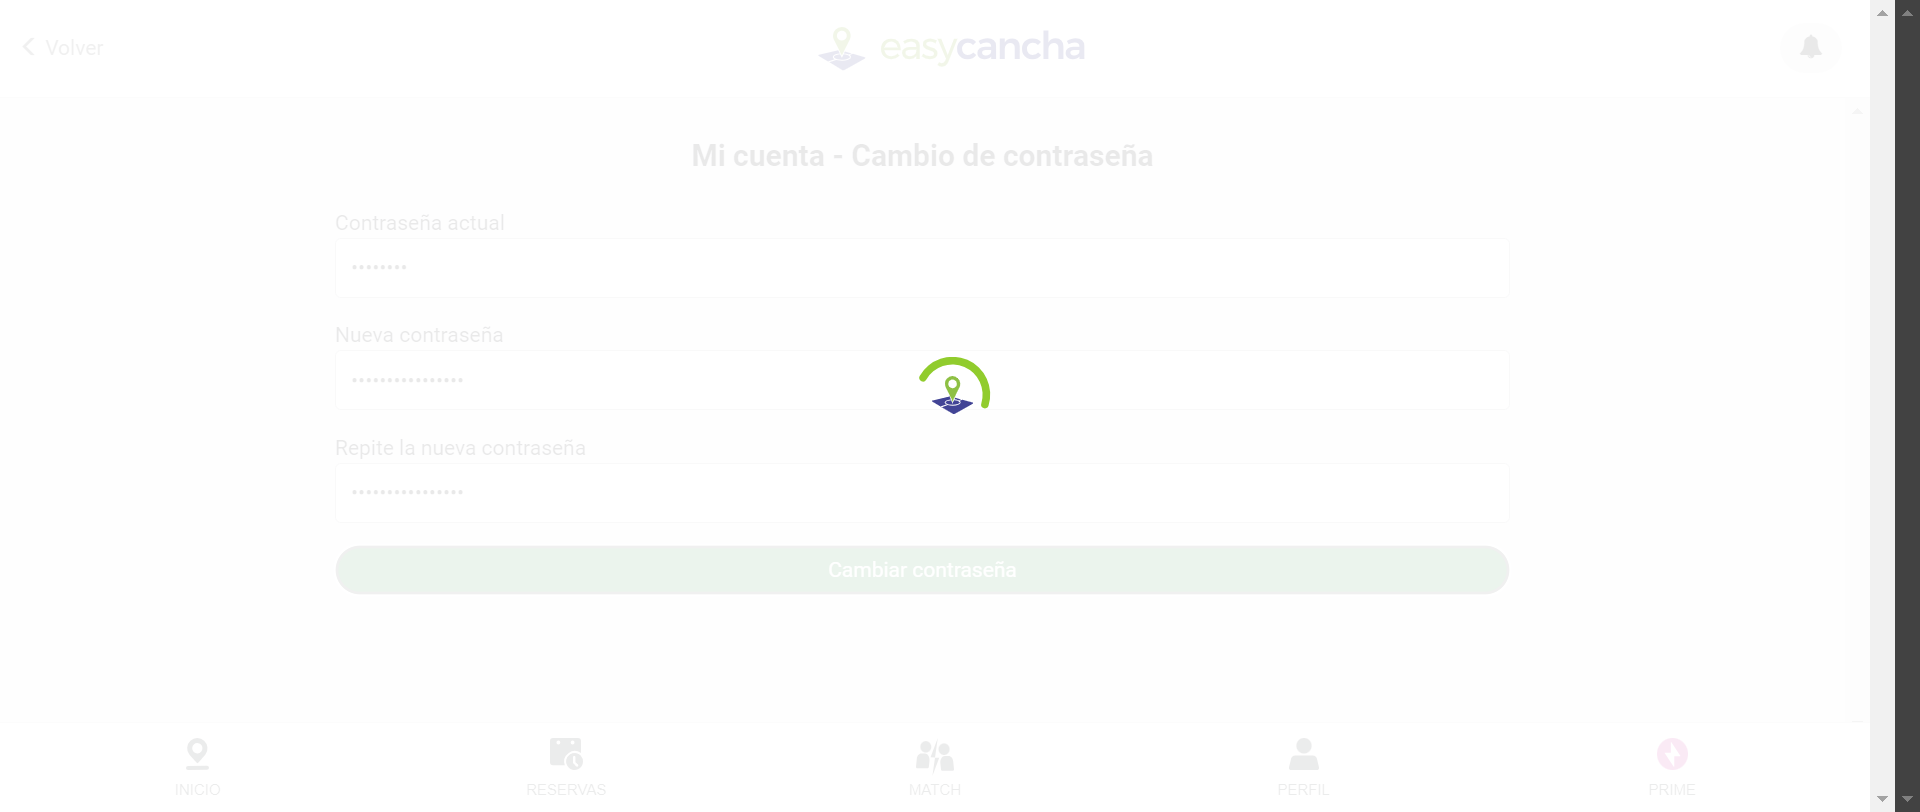 Volver
easycancha
Mi cuenta - Cambio de contraseña
Contraseña actual
••••••••
Nueva contraseña
••••••••••••••••
Repite la nueva contraseña
••••••••••••••••
Cambiar contraseña
INICIO
RESERVAS
MATCH
PERFIL
PRIME